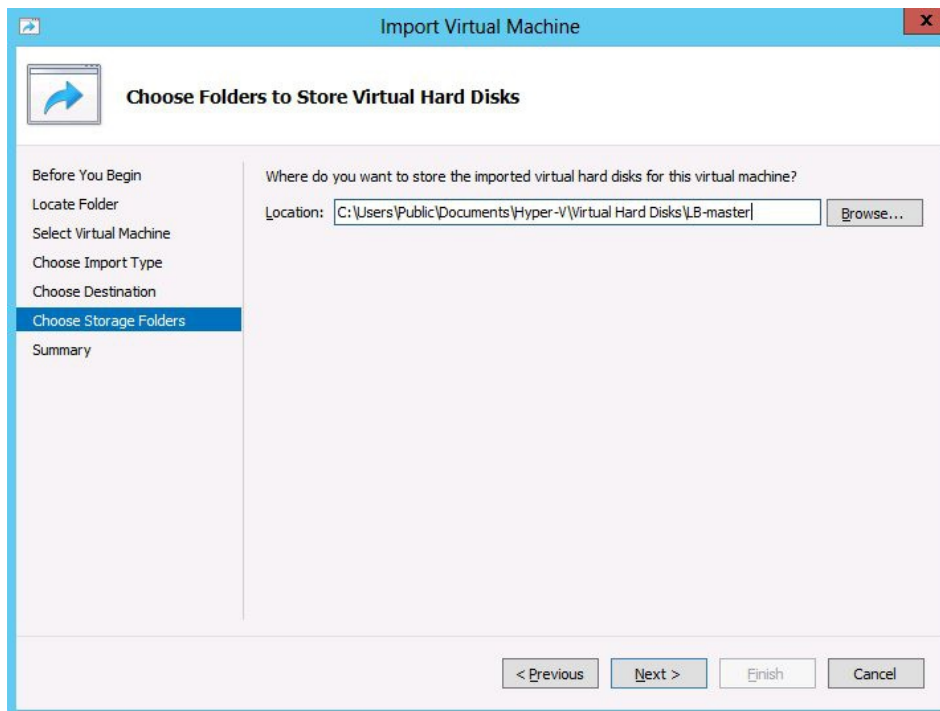 Import Virtual Machine
x
Choose Folders to Store Virtual Hard Disks
Before You Begin
Locate Folder
Select Virtual Machine
Choose Import Type
Choose Destination
Choose Storage Folders
Summary
Where do you want to store the imported virtual hard disks for this virtual machine?
Location: C:\Users\Public\Documents\Hyper-V\Virtual Hard Disks\LB-master Browse...
< Previous Next > Finish Cancel